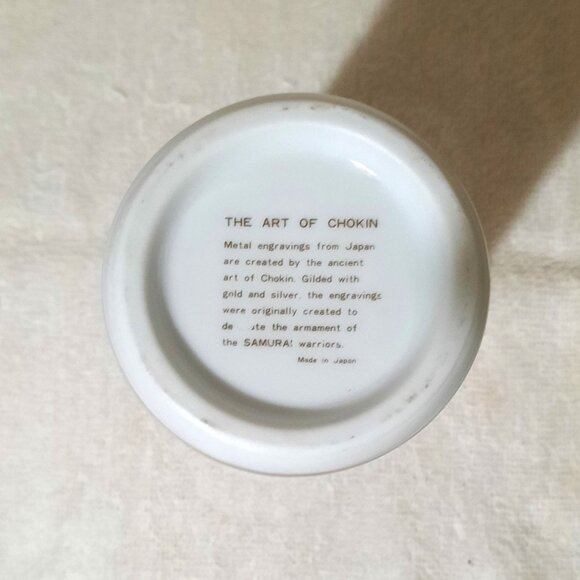 THE ART OF CHOKIN
Metal engravings from Japan
are created by the ancient
art of Chokin. Gilded with
gold and silver, the engravings
were originally created to
the armament of
the SAMURAI warriors.
Made in Japan